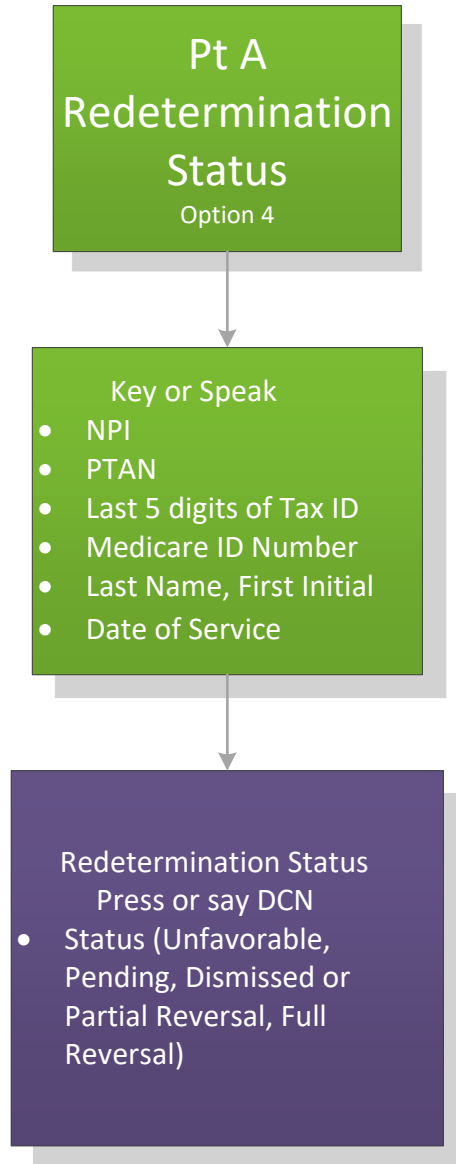 Pt A
Redetermination
Status
Option 4
Key or Speak
• NPI
• PTAN
• Last 5 digits of Tax ID
• Medicare ID Number
• Last Name, First Initial
• Date of Service
Redetermination Status
Press or say DCN
• Status (Unfavorable,
Pending, Dismissed or
Partial Reversal, Full
Reversal)